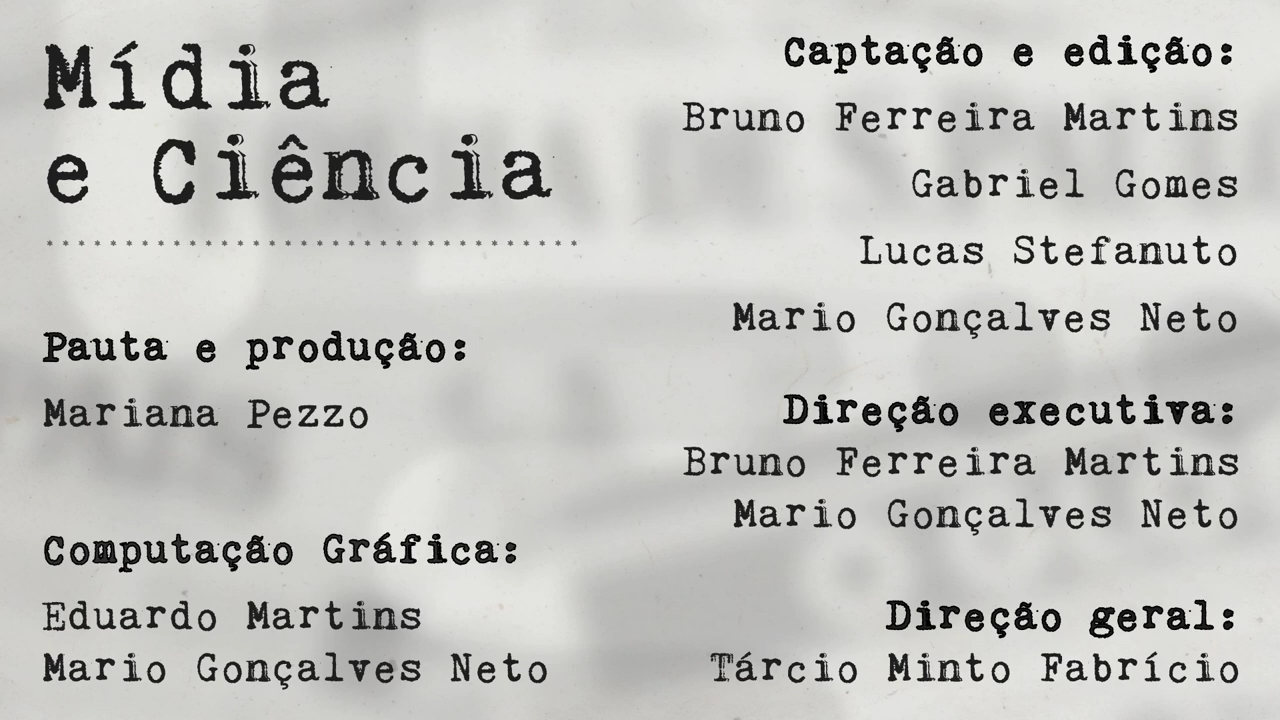 Mídia
e Ciência
Pauta e produção:
Mariana Pezzo
Computação Gráfica:
Eduardo Martins
Mario Gonçalves Neto
Captação e edição:
Bruno Ferreira Martins
Gabriel Gomes
Lucas Stefanuto
Mario Gonçalves Neto
Direção executiva:
Bruno Ferreira Martins
Mario Gonçalves Neto
Direção geral:
Tárcio Minto Fabrício